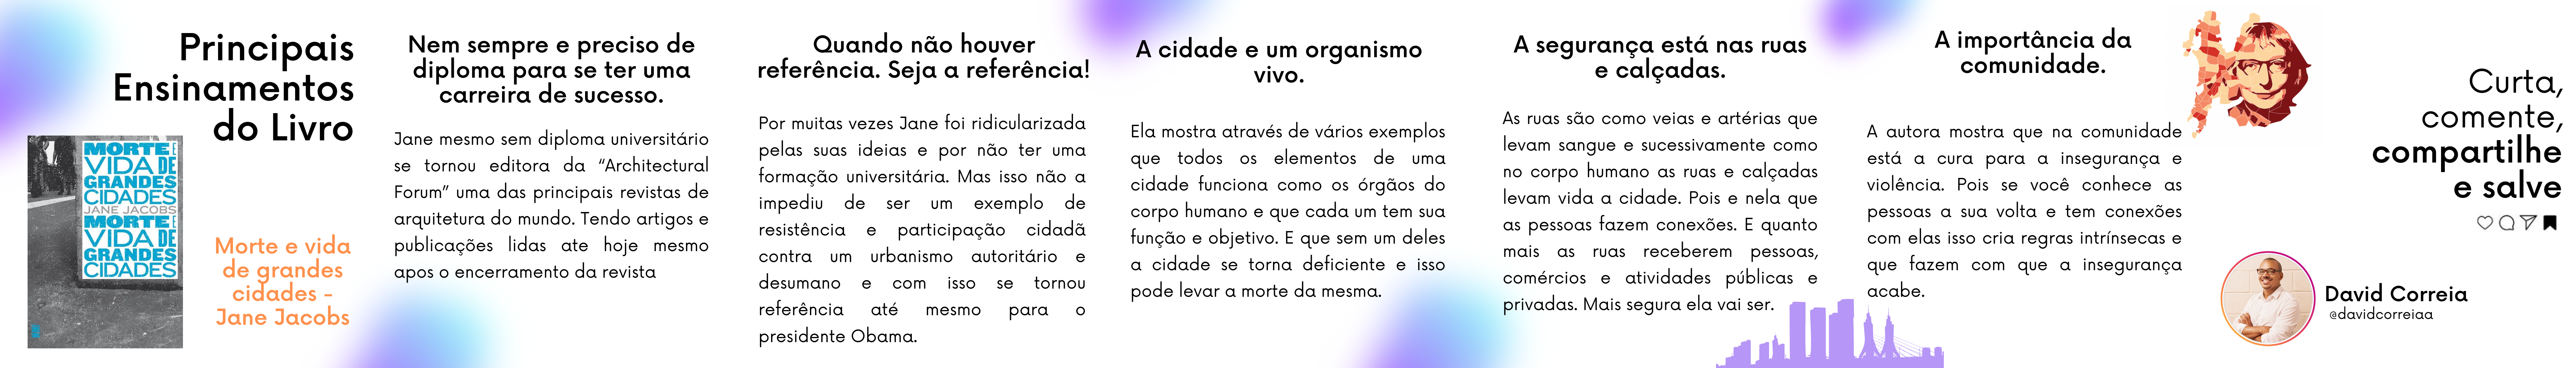 Principais
Ensinamentos
do Livro
MORTE E
VIDA DE
GRANDES
CIDADES
JANE JACOBS
MORTE E
VIDA DE
GRANDES
CIDADES
Morte e vida
de grandes
cidades -
Jane Jacobs
Nem sempre e preciso de
diploma para se ter uma
carreira de sucesso.
Jane mesmo sem diploma universitário
se tornou editora da “Architectural
Forum” uma das principais revistas de
arquitetura do mundo. Tendo artigos e
publicações lidas ate hoje mesmo
apos o encerramento da revista
Quando não houver
referência. Seja a referência!
Por muitas vezes Jane foi ridicularizada
pelas suas ideias e por não ter uma
formação universitária. Mas isso não a
impediu de ser um exemplo de
resistência e participação cidadã
contra um urbanismo autoritário e
desumano e com isso se tornou
referência até mesmo para o
presidente Obama.
A cidade e um organismo
vivo.
Ela mostra através de vários exemplos
que todos os elementos de uma
cidade funciona como os órgãos do
corpo humano e que cada um tem sua
função e objetivo. E que sem um deles
a cidade se torna deficiente e isso
pode levar a morte da mesma.
A segurança está nas ruas
e calçadas.
As ruas são como veias e artérias que
levam sangue e sucessivamente como
no corpo humano as ruas e calçadas
levam vida a cidade. Pois e nela que
as pessoas fazem conexões. E quanto
mais as ruas receberem pessoas,
comércios e atividades públicas e
privadas. Mais segura ela vai ser.
A importância da
comunidade.
A autora mostra que na comunidade
está a cura para a insegurança e
violência. Pois se você conhece as
pessoas a sua volta e tem conexões
com elas isso cria regras intrínsecas e
que fazem com que a insegurança
acabe.
Curta,
comente,
compartilhe
e salve
David Correia
@davidcorreiaa